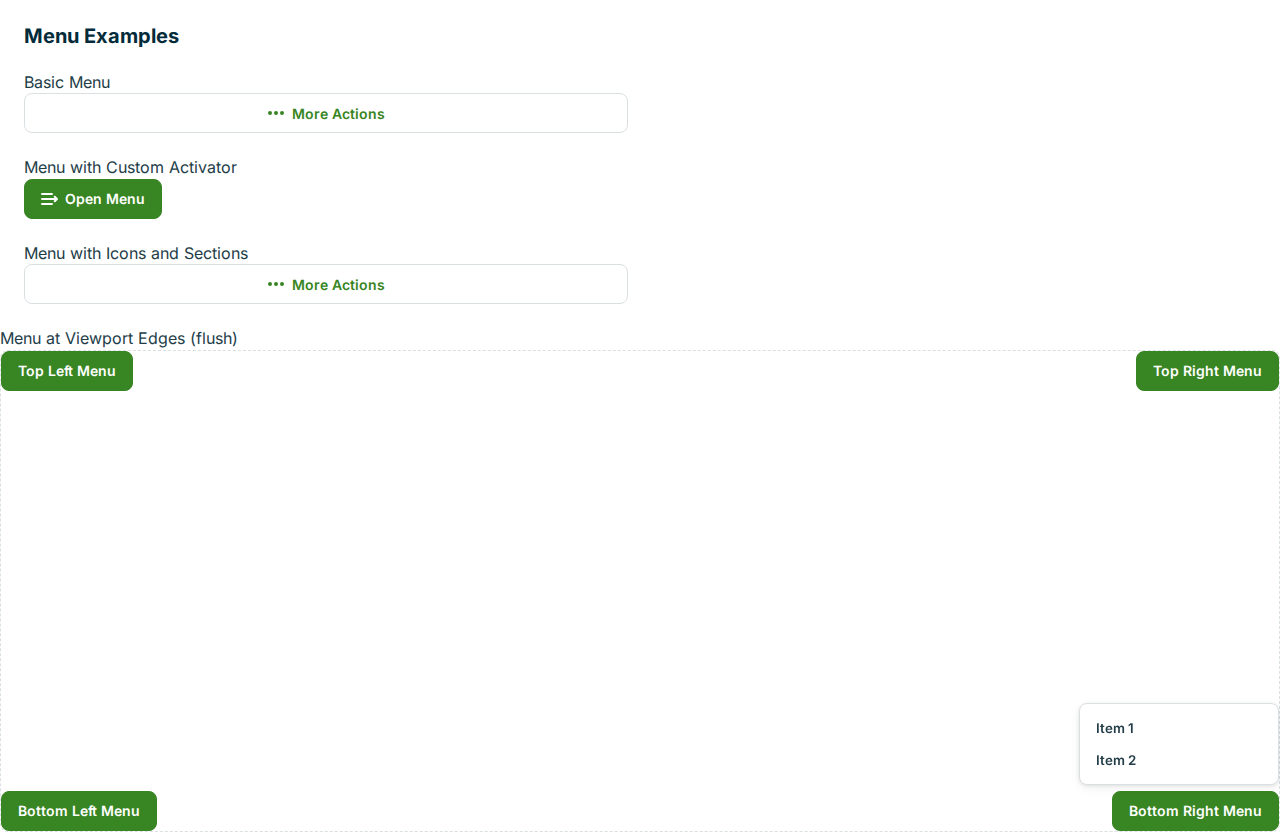 Menu Examples
Basic Menu
More Actions
Menu with Custom Activator
Open Menu
Menu with Icons and Sections
More Actions
Menu at Viewport Edges (flush)
Top Left Menu
Top Right Menu
Item 1
Item 2
Bottom Left Menu
Bottom Right Menu